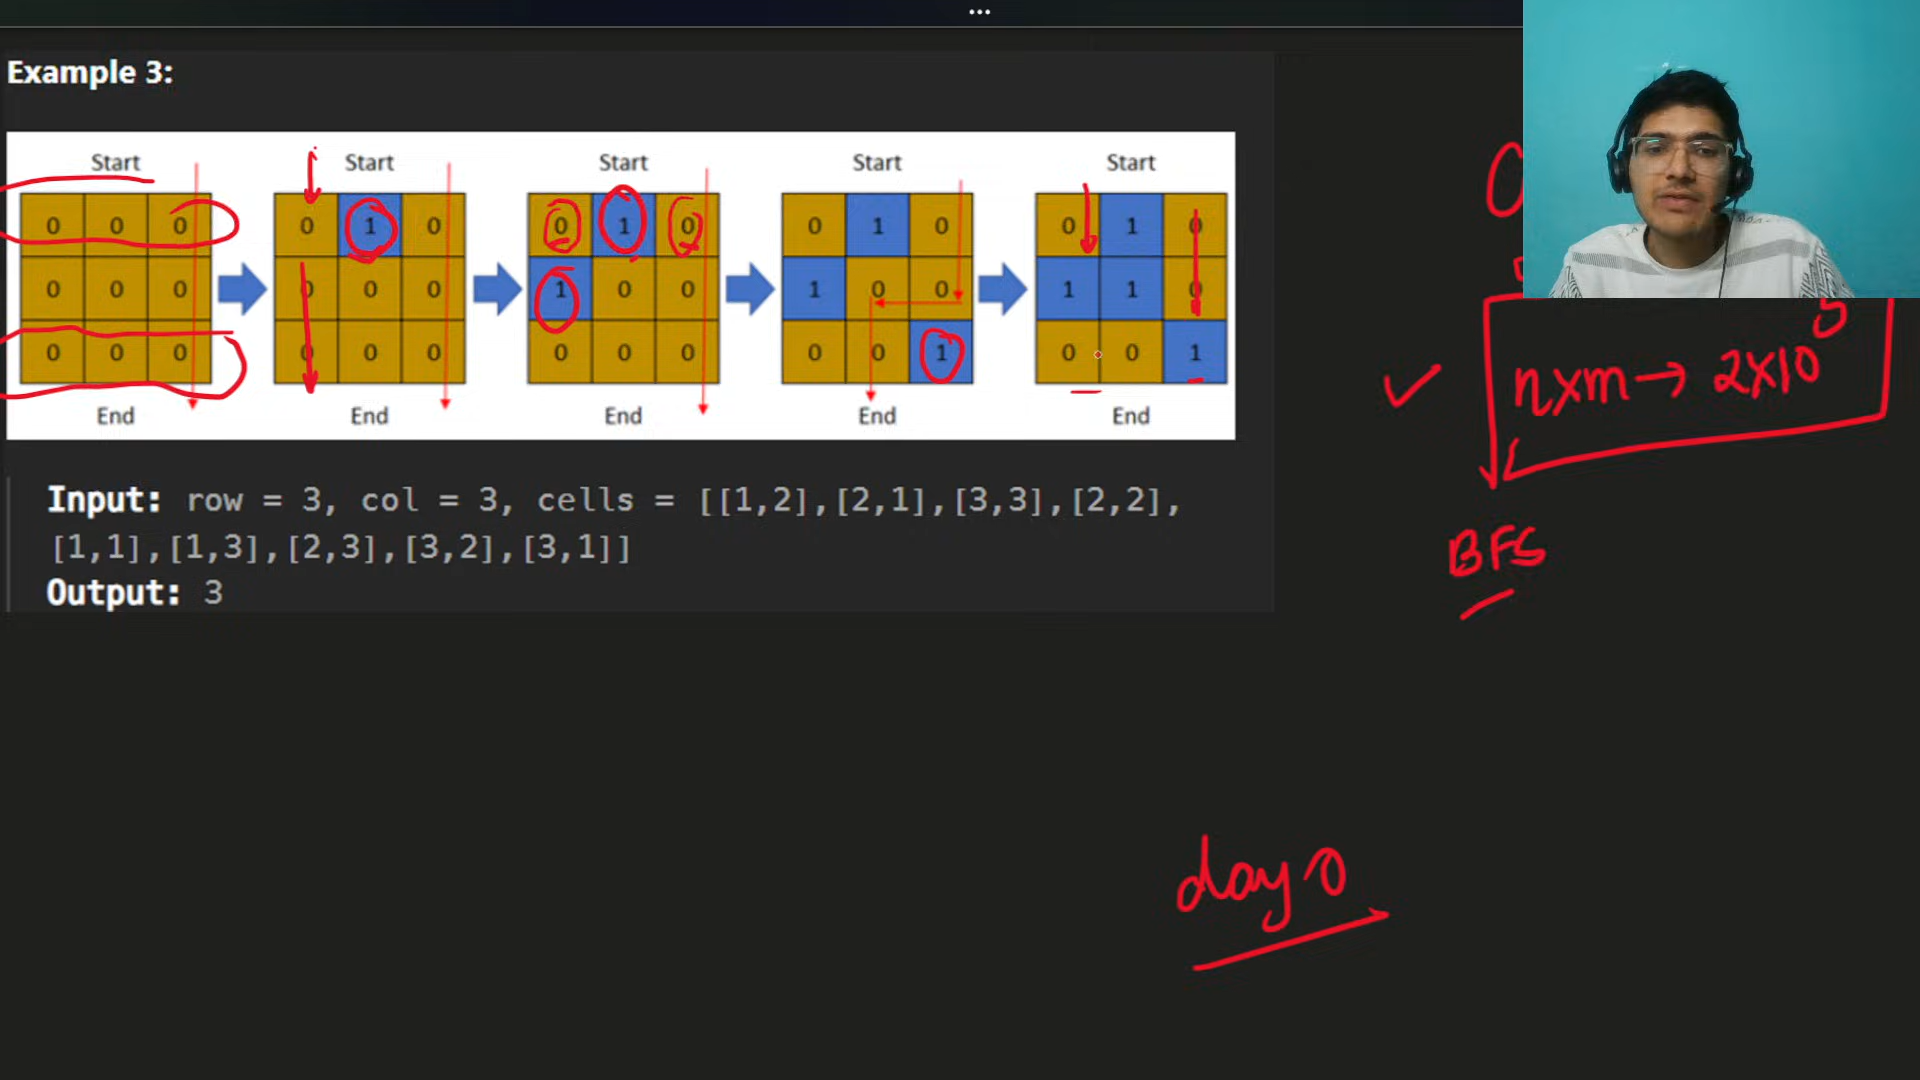 ...
Example 3:
Start Start Start Start Start
0 0 0 0 1 0 0 1 0 0 1 0 0 1 0
0 0 0 0 0 0 1 0 0 1 0 0 1 1 0
0 0 0 0 0 0 0 0 0 0 0 1 0 0 1
End End End End End
n×m→ 2×10^5
BFS
Input: row = 3, col = 3, cells = [[1,2],[2,1],[3,3],[2,2],
[1,1],[1,3],[2,3],[3,2],[3,1]]
Output: 3
day 0